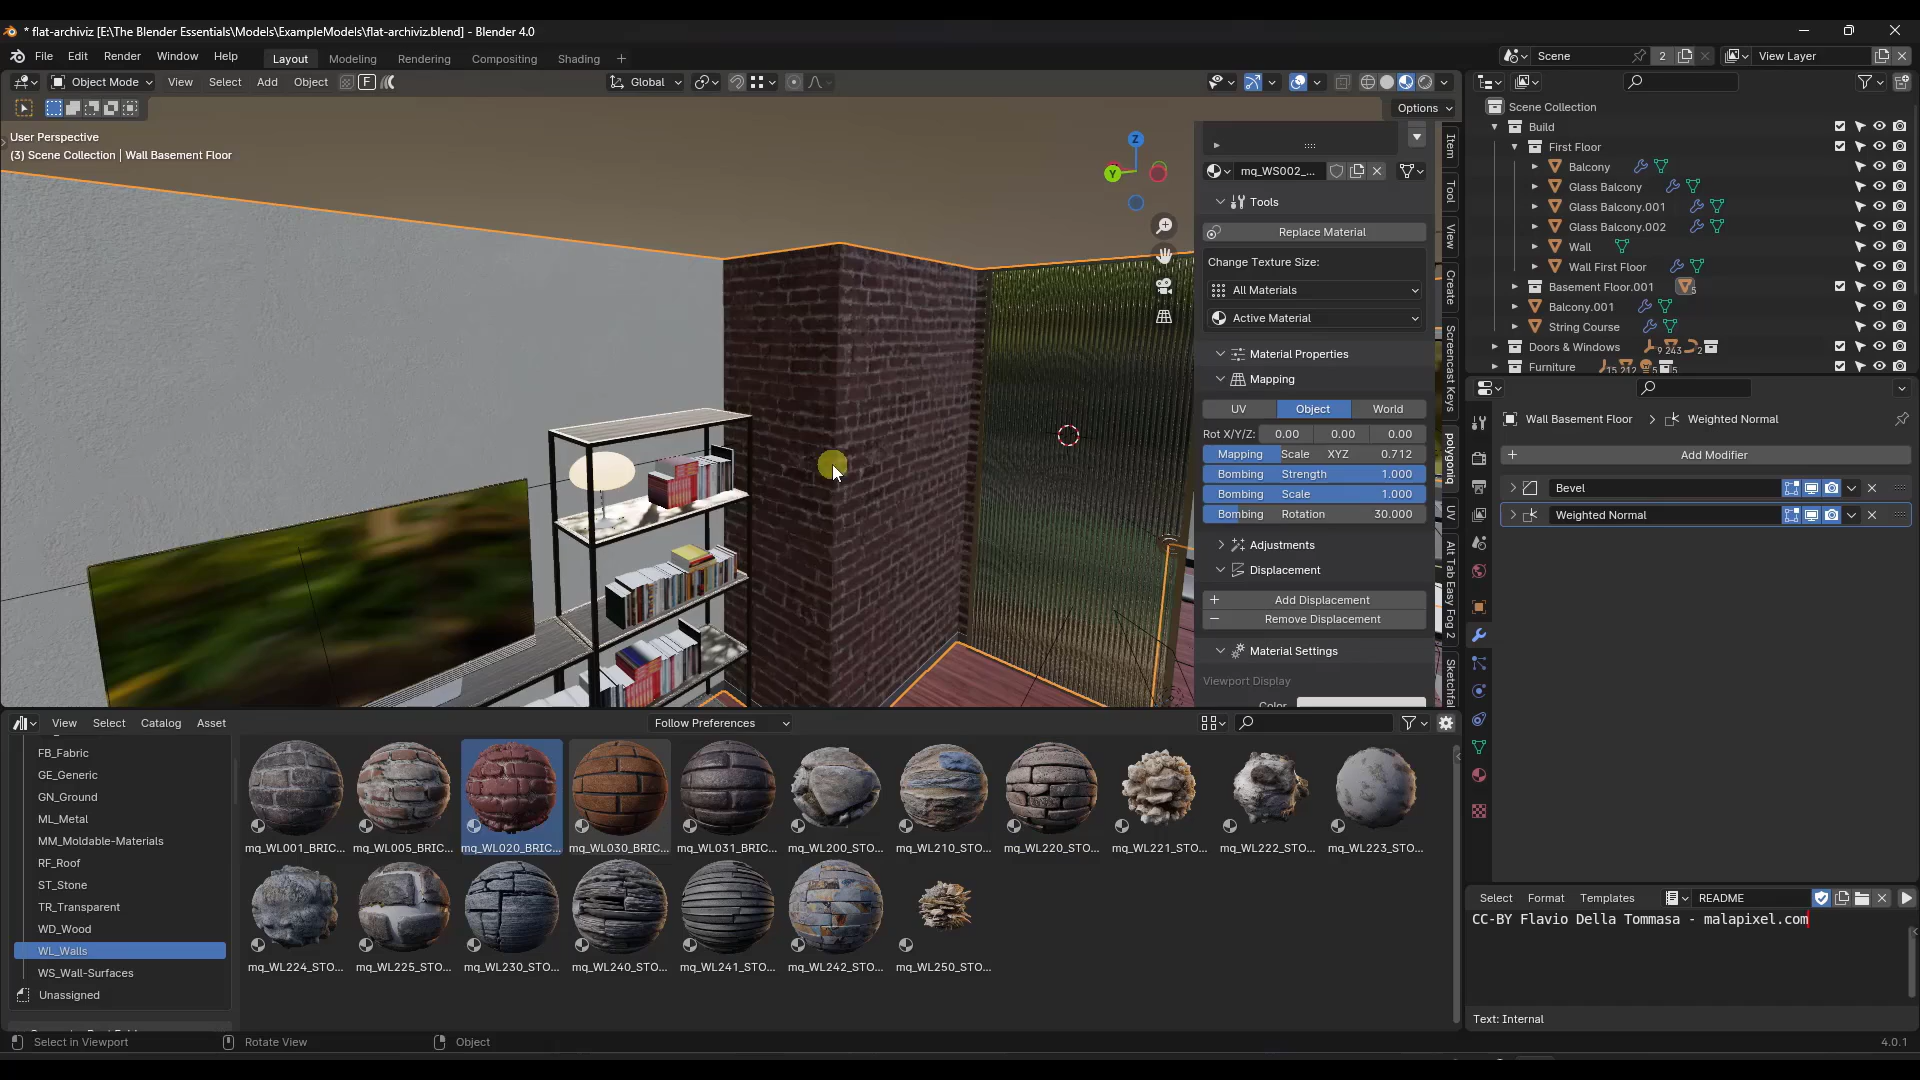 * flat-archiviz [E:\The Blender Essentials\Models\ExampleModels\flat-archiviz.blend] - Blender 4.0
File Edit Render Window Help
Layout Modeling Rendering Compositing Shading +
Scene 2 View Layer
Object Mode View Select Add Object F Global
Options
User Perspective
(3) Scene Collection | Wall Basement Floor
Z
Y
mq_WS002_...
Tools
Replace Material
Change Texture Size:
All Materials
Active Material
Material Properties
Mapping
UV Object World
Rot X/Y/Z: 0.00 0.00 0.00
Mapping Scale XYZ 0.712
Bombing Strength 1.000
Bombing Scale 1.000
Bombing Rotation 30.000
Adjustments
Displacement
Add Displacement
Remove Displacement
Material Settings
Viewport Display
Color
Item
Tool
View
Create
Screencast Keys
polygoniq
UV
Alt Tab Easy Fog 2
Sketchfa
Scene Collection
Build
First Floor
Balcony
Glass Balcony
Glass Balcony.001
Glass Balcony.002
Wall
Wall First Floor
Basement Floor.001 5
Balcony.001
String Course
Doors & Windows 9 243 2
Furniture 15 212 5 5
Wall Basement Floor Weighted Normal
Add Modifier
Bevel
Weighted Normal
View Select Catalog Asset Follow Preferences
FB_Fabric
GE_Generic
GN_Ground
ML_Metal
MM_Moldable-Materials
RF_Roof
ST_Stone
TR_Transparent
WD_Wood
WL_Walls
WS_Wall-Surfaces
Unassigned
mq_WL001_BRIC... mq_WL005_BRIC... mq_WL020_BRIC... mq_WL030_BRIC... mq_WL031_BRIC... mq_WL200_STO... mq_WL210_STO... mq_WL220_STO... mq_WL221_STO... mq_WL222_STO... mq_WL223_STO...
mq_WL224_STO... mq_WL225_STO... mq_WL230_STO... mq_WL240_STO... mq_WL241_STO... mq_WL242_STO... mq_WL250_STO...
Select Format Templates README
CC-BY Flavio Della Tommasa - malapixel.com
Text: Internal
Select in Viewport Rotate View Object 4.0.1